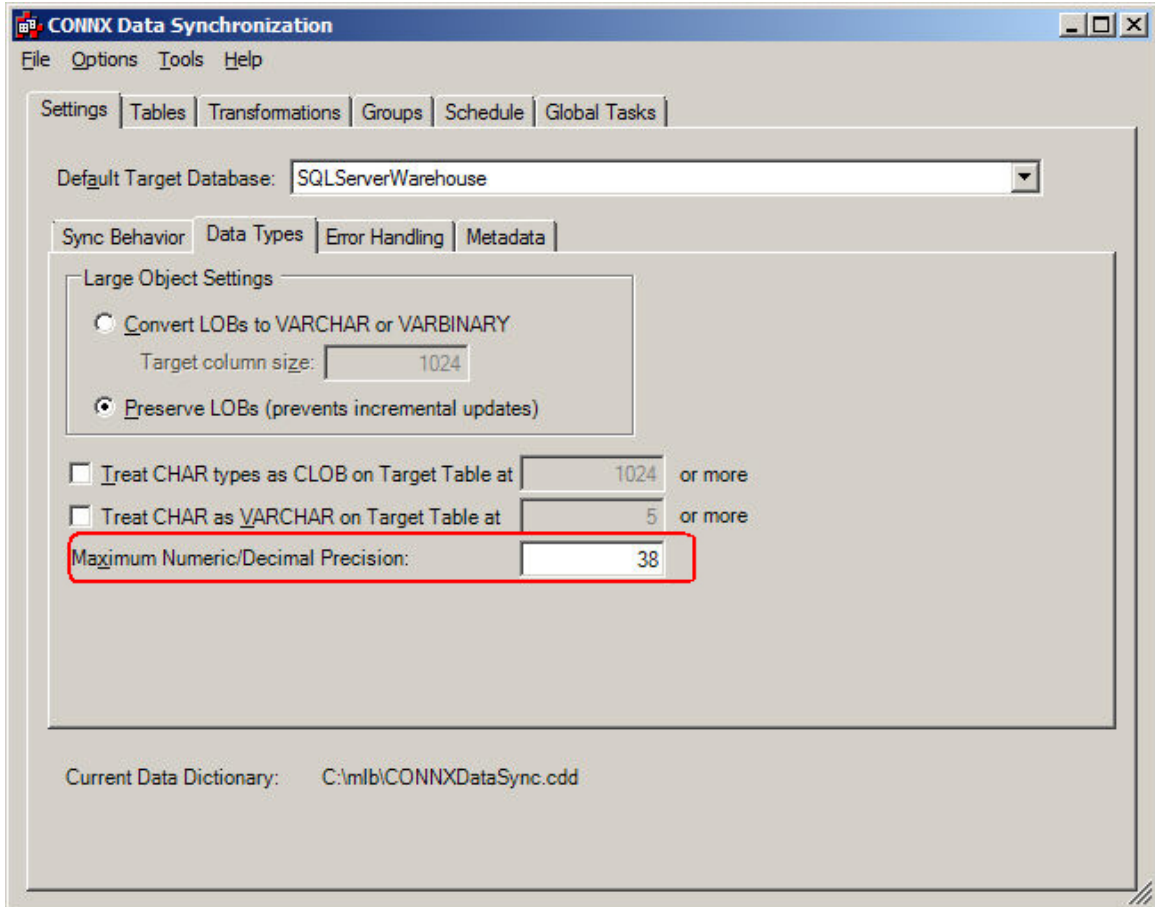 CONNX Data Synchronization
File Options Tools Help
Settings Tables Transformations Groups Schedule Global Tasks
Default Target Database: SQLServerWarehouse
Sync Behavior Data Types Error Handling Metadata
Large Object Settings
Convert LOBs to VARCHAR or VARBINARY
Target column size: 1024
Preserve LOBs (prevents incremental updates)
Treat CHAR types as CLOB on Target Table at 1024 or more
Treat CHAR as VARCHAR on Target Table at 5 or more
Maximum Numeric/Decimal Precision: 38
Current Data Dictionary: C:\mlb\CONNXDataSync.cdd